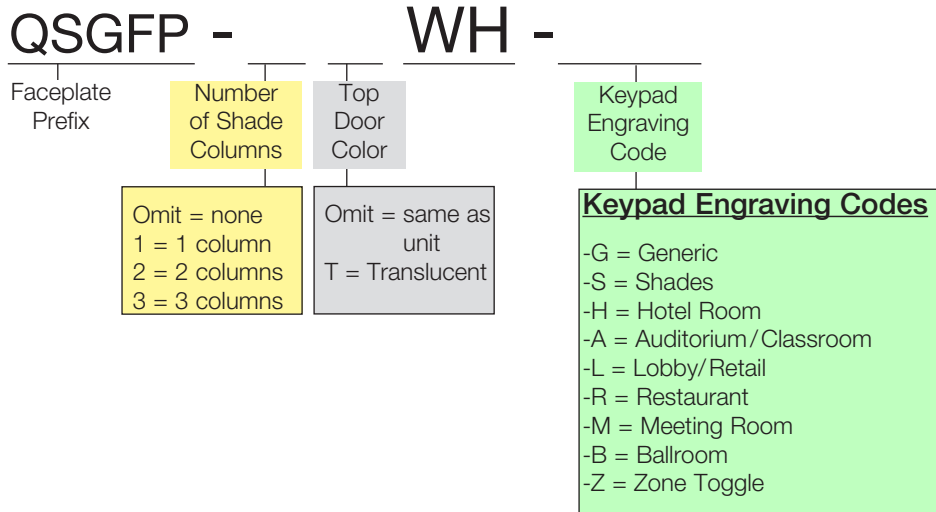 QSGFP - WH -
Faceplate
Prefix
Number
of Shade
Columns
Top
Door
Color
Keypad
Engraving
Code
Omit = none
1 = 1 column
2 = 2 columns
3 = 3 columns
Omit = same as
unit
T = Translucent
Keypad Engraving Codes
-G = Generic
-S = Shades
-H = Hotel Room
-A = Auditorium/Classroom
-L = Lobby/Retail
-R = Restaurant
-M = Meeting Room
-B = Ballroom
-Z = Zone Toggle